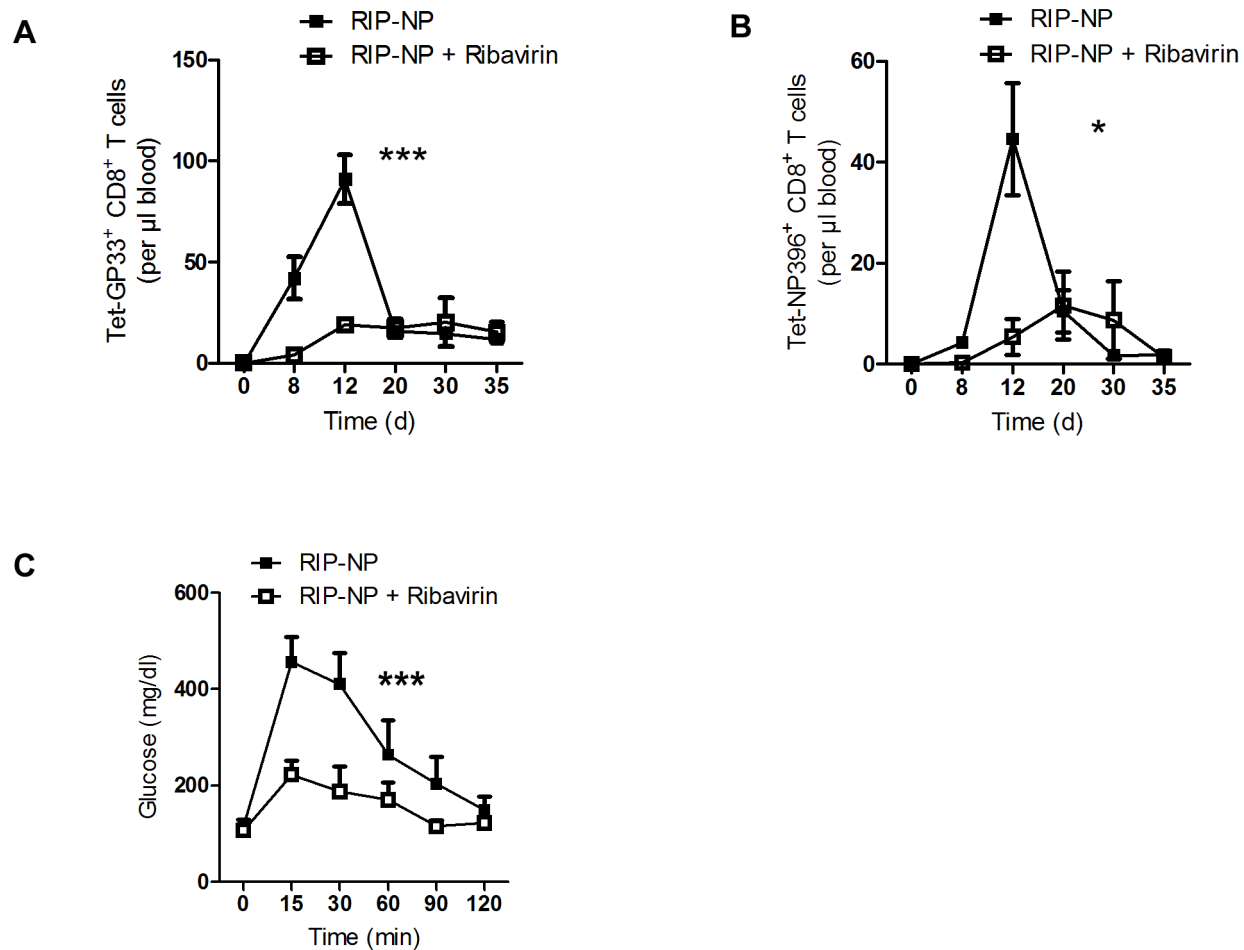 A
RIP-NP
RIP-NP + Ribavirin
150
100
50
0
Tet-GP33⁺ CD8⁺ T cells
(per µl blood)
***
0 8 12 20 30 35
Time (d)
B
RIP-NP
RIP-NP + Ribavirin
60
40
20
0
Tet-NP396⁺ CD8⁺ T cells
(per µl blood)
*
0 8 12 20 30 35
Time (d)
C
RIP-NP
RIP-NP + Ribavirin
600
400
200
0
Glucose (mg/dl)
***
0 15 30 60 90 120
Time (min)